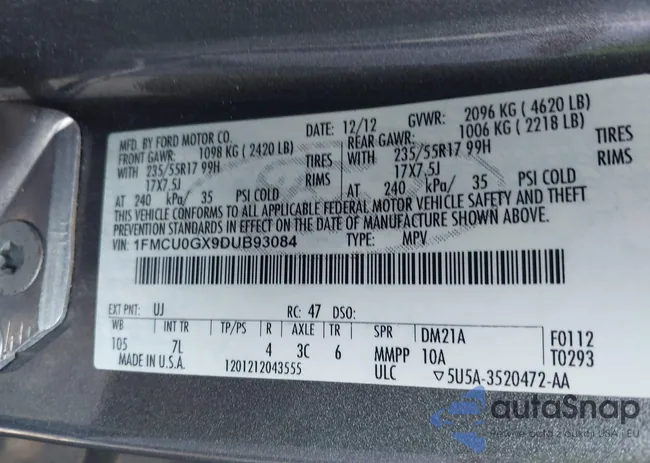 MFD. BY FORD MOTOR CO. DATE: 12/12 GVWR: 2096 KG ( 4620 LB)
FRONT GAWR: 1098 KG ( 2420 LB) REAR GAWR: 1006 KG ( 2218 LB)
WITH 235/55R17 99H TIRES WITH 235/55R17 99H TIRES
17X7.5J RIMS 17X7.5J RIMS
AT 240 kPa/ 35 PSI COLD AT 240 kPa/ 35 PSI COLD
THIS VEHICLE CONFORMS TO ALL APPLICABLE FEDERAL MOTOR VEHICLE SAFETY AND THEFT
PREVENTION STANDARDS IN EFFECT ON THE DATE OF MANUFACTURE SHOWN ABOVE.
VIN: 1FMCU0GX9DUB93084 TYPE: MPV
EXT PNT: UJ RC: 47 DSO:
WB INT TR TP/PS R AXLE TR SPR DM21A F0112
105 7L 4 3C 6 MMPP 10A T0293
MADE IN U.S.A. 1201212043555 ULC ▽5U5A-3520472-AA
autoSnap
Pewne auta z aukcji USA i EU